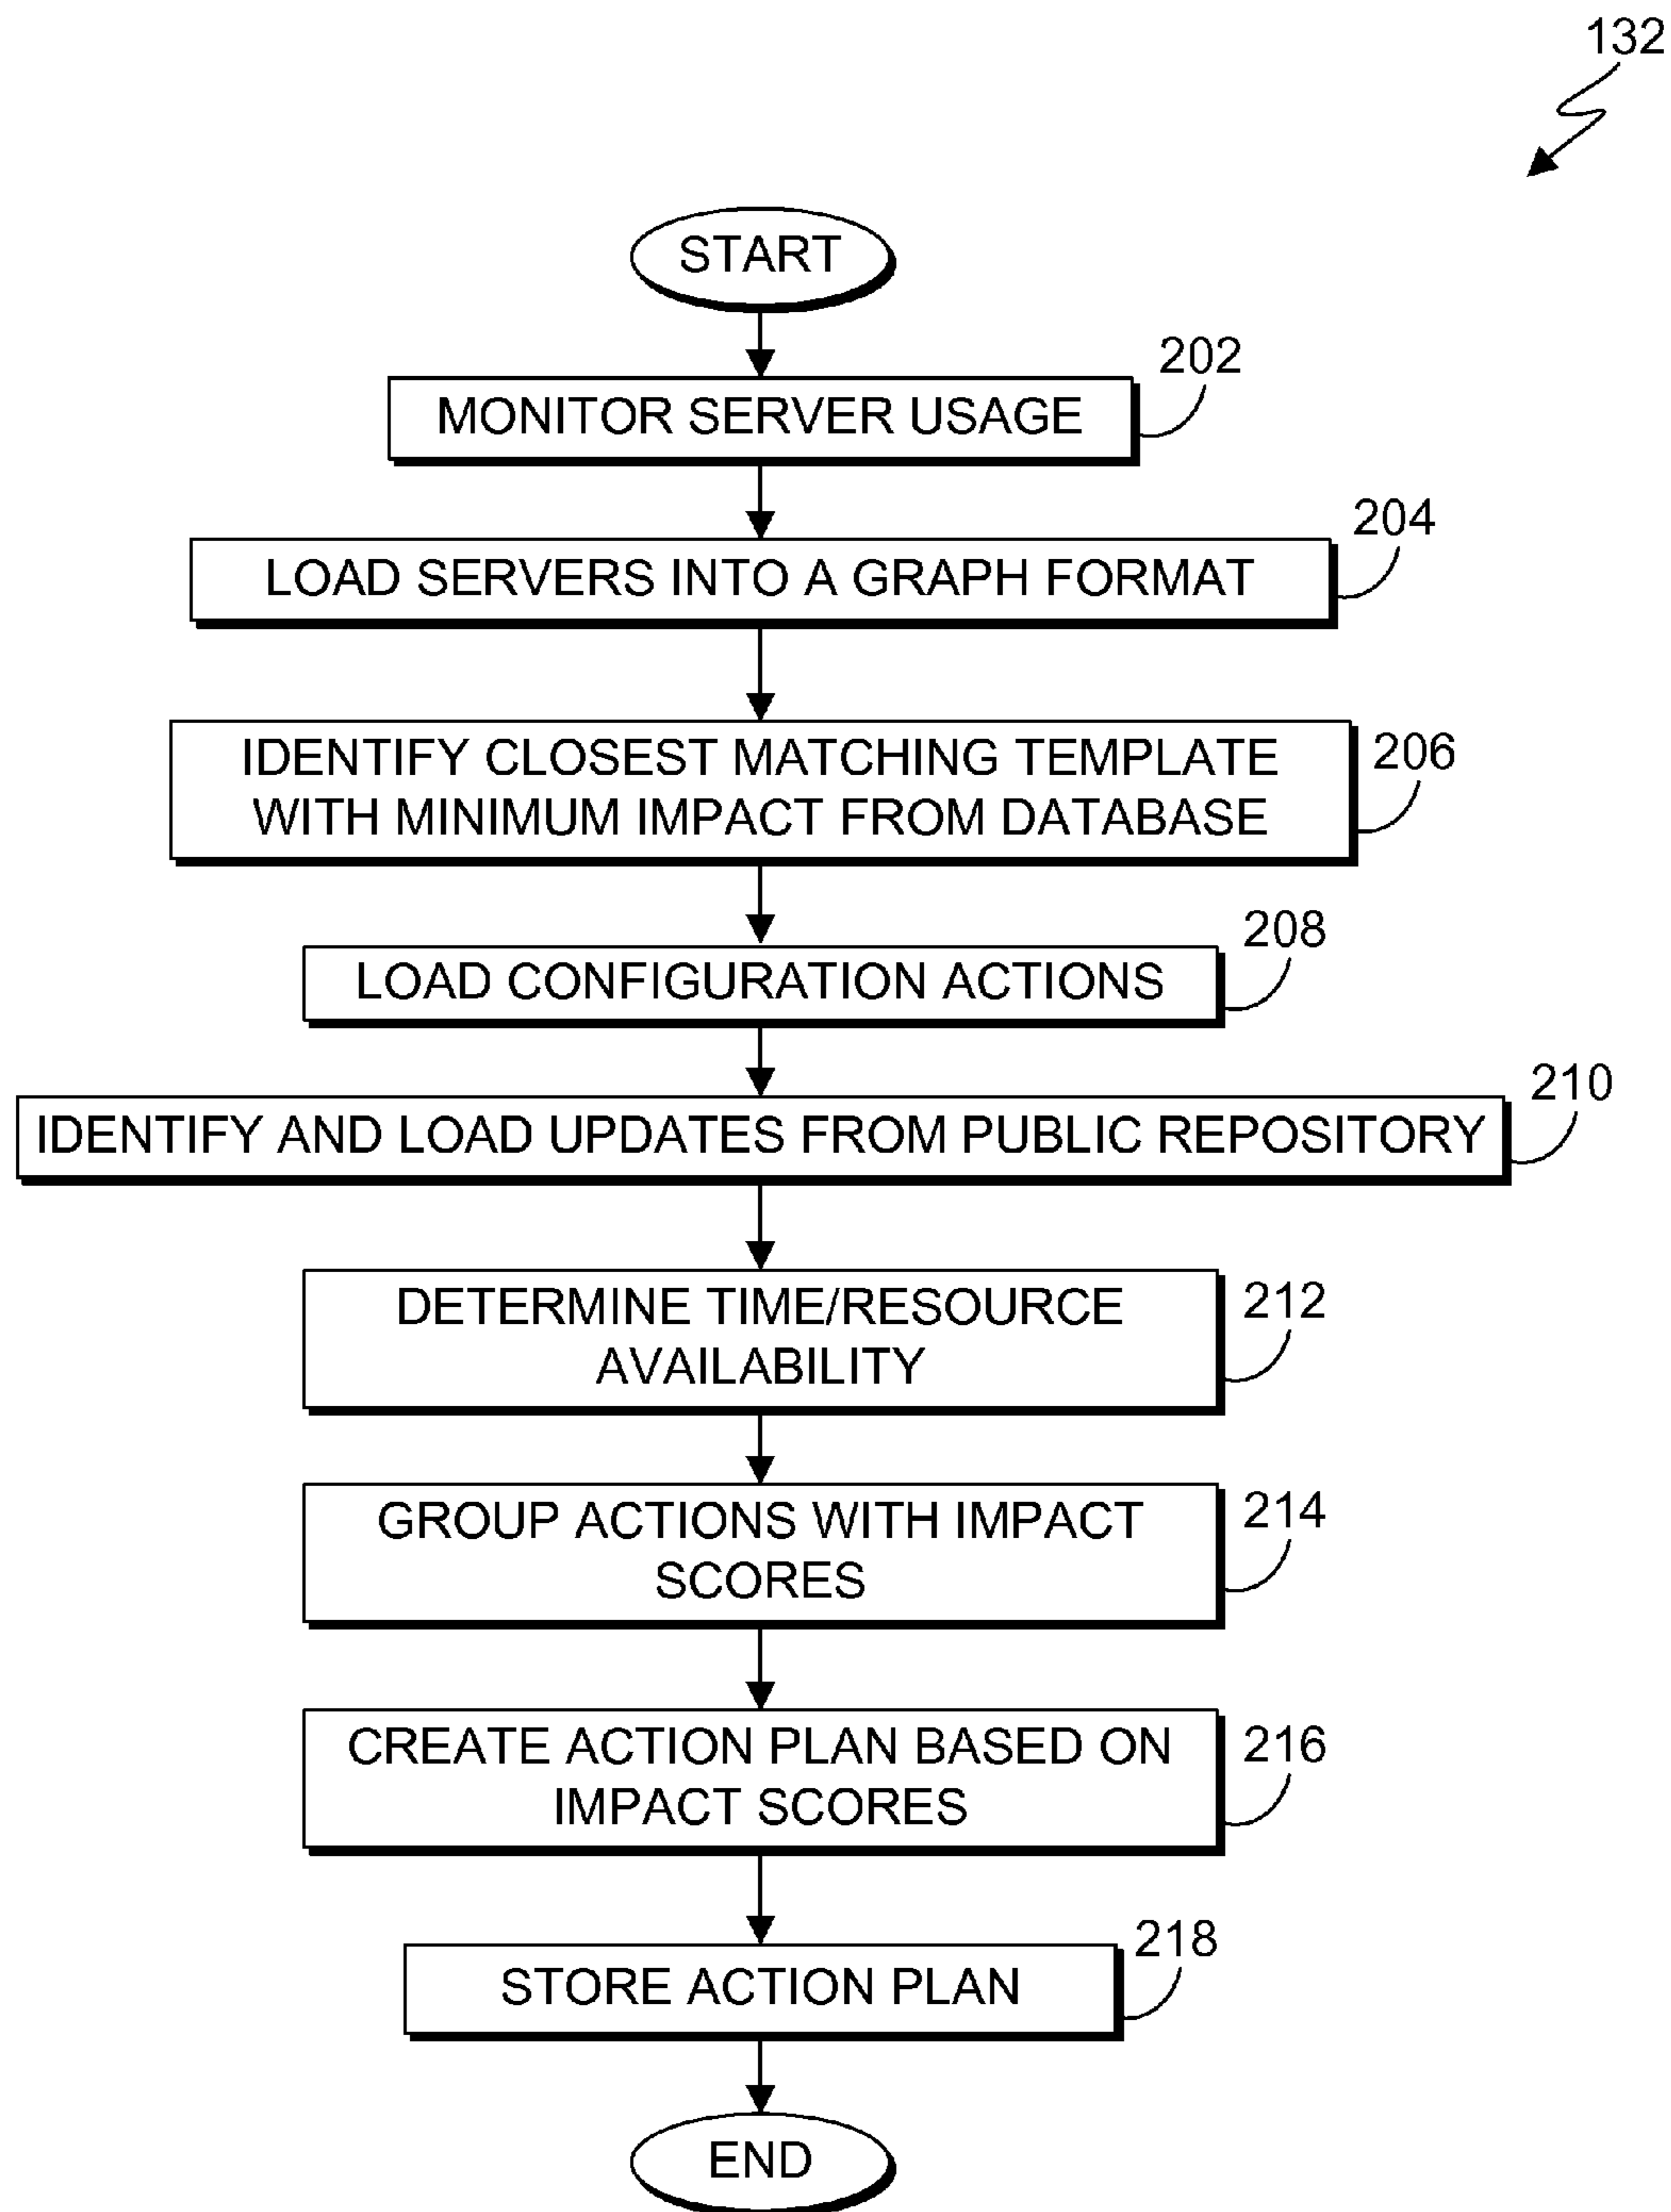 132
START
202
MONITOR SERVER USAGE
204
LOAD SERVERS INTO A GRAPH FORMAT
206
IDENTIFY CLOSEST MATCHING TEMPLATE
WITH MINIMUM IMPACT FROM DATABASE
208
LOAD CONFIGURATION ACTIONS
210
IDENTIFY AND LOAD UPDATES FROM PUBLIC REPOSITORY
212
DETERMINE TIME/RESOURCE
AVAILABILITY
214
GROUP ACTIONS WITH IMPACT
SCORES
216
CREATE ACTION PLAN BASED ON
IMPACT SCORES
218
STORE ACTION PLAN
END